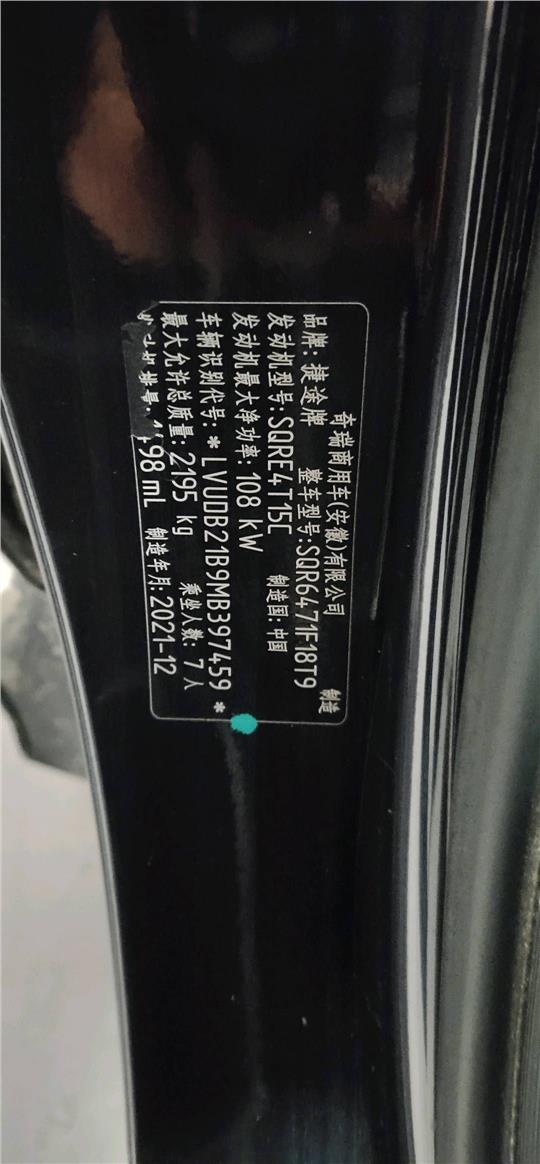 奇瑞商用车(安徽)有限公司 制造
品牌: 捷途牌 整车型号:SQR6471F18T9
发动机型号:SQRE4T15C 制造国: 中国
发动机最大净功率: 108 kW
车辆识别代号: *LVUDB21B9MB397459*
最大允许总质量: 2195 kg 乘坐人数: 7 人
排量: 98 mL 制造年月: 2021-12